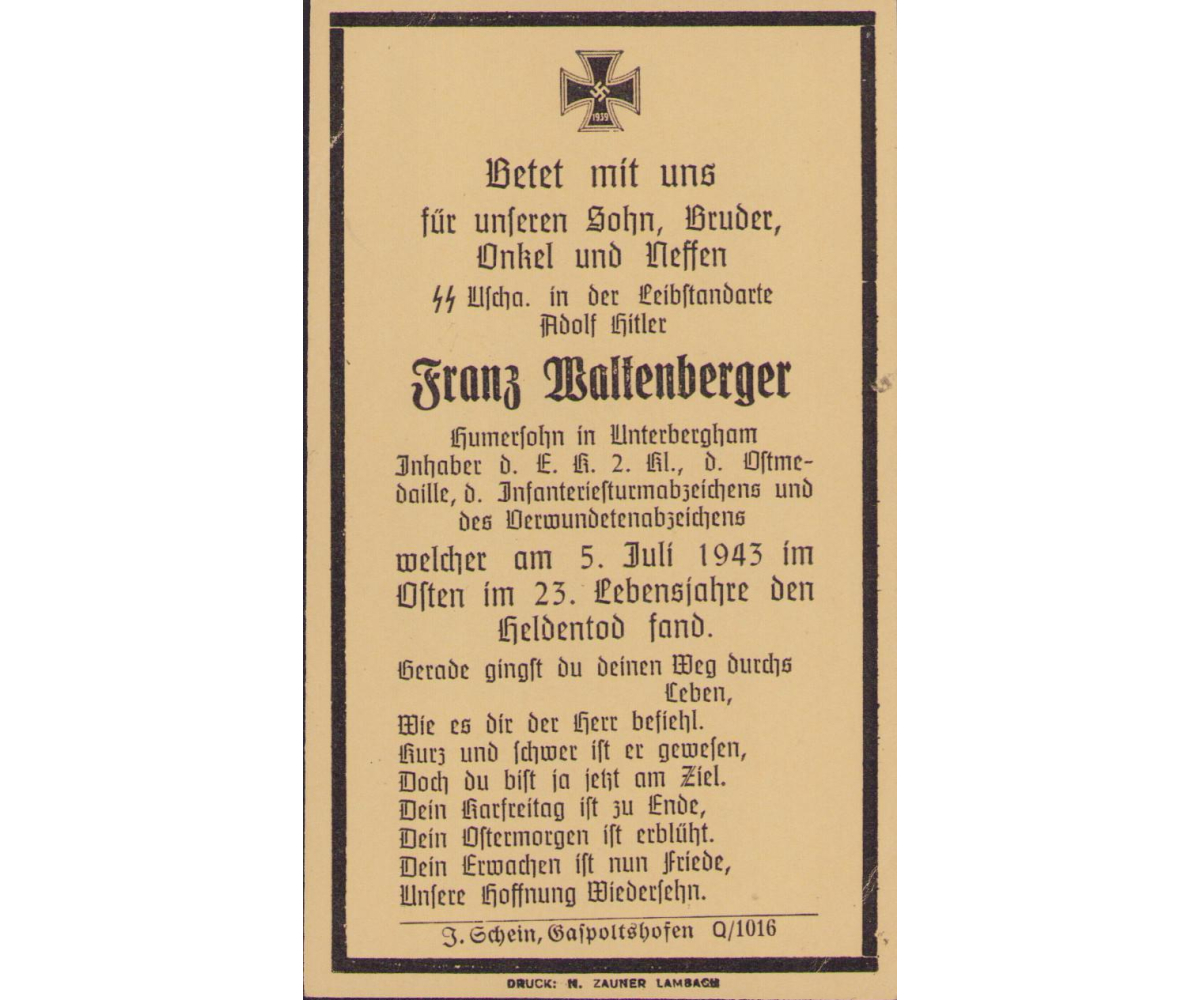 1939
Betet mit uns
für unseren Sohn, Bruder,
Onkel und Neffen
SS Uscha. in der Leibstandarte
Adolf Hitler
Franz Waltenberger
Humersohn in Unterbergham
Inhaber d. E. K. 2. Kl., d. Ostme-
daille, d. Infanteriesturmabzeichens und
des Verwundetenabzeichens
welcher am 5. Juli 1943 im
Osten im 23. Lebensjahre den
Heldentod fand.
Gerade gingst du deinen Weg durchs
Leben,
Wie es dir der Herr befiehl.
Kurz und schwer ist er gewesen,
Doch du bist ja jetzt am Ziel.
Dein Karfreitag ist zu Ende,
Dein Ostermorgen ist erblüht.
Dein Erwachen ist nun Friede,
Unsere Hoffnung Wiedersehn.
J. Schein, Gaspoltshofen Q/1016
DRUCK: N. ZAUNER LAMBACH